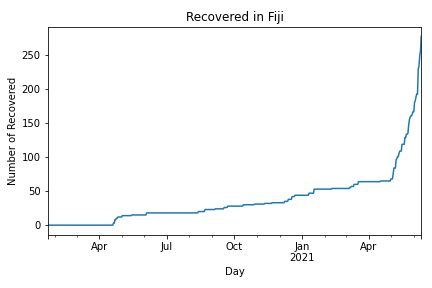 Recovered in Fiji
Number of Recovered
250
200
150
100
50
0
Apr
Jul
Oct
Jan
2021
Apr
Day